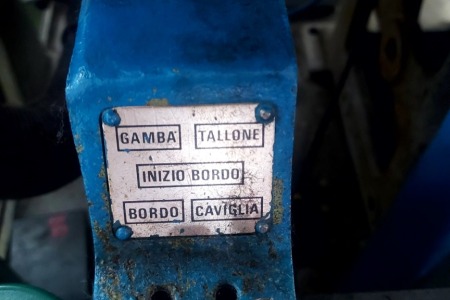 GAMBA TALLONE
INIZIO BORDO
BORDO CAVIGLIA